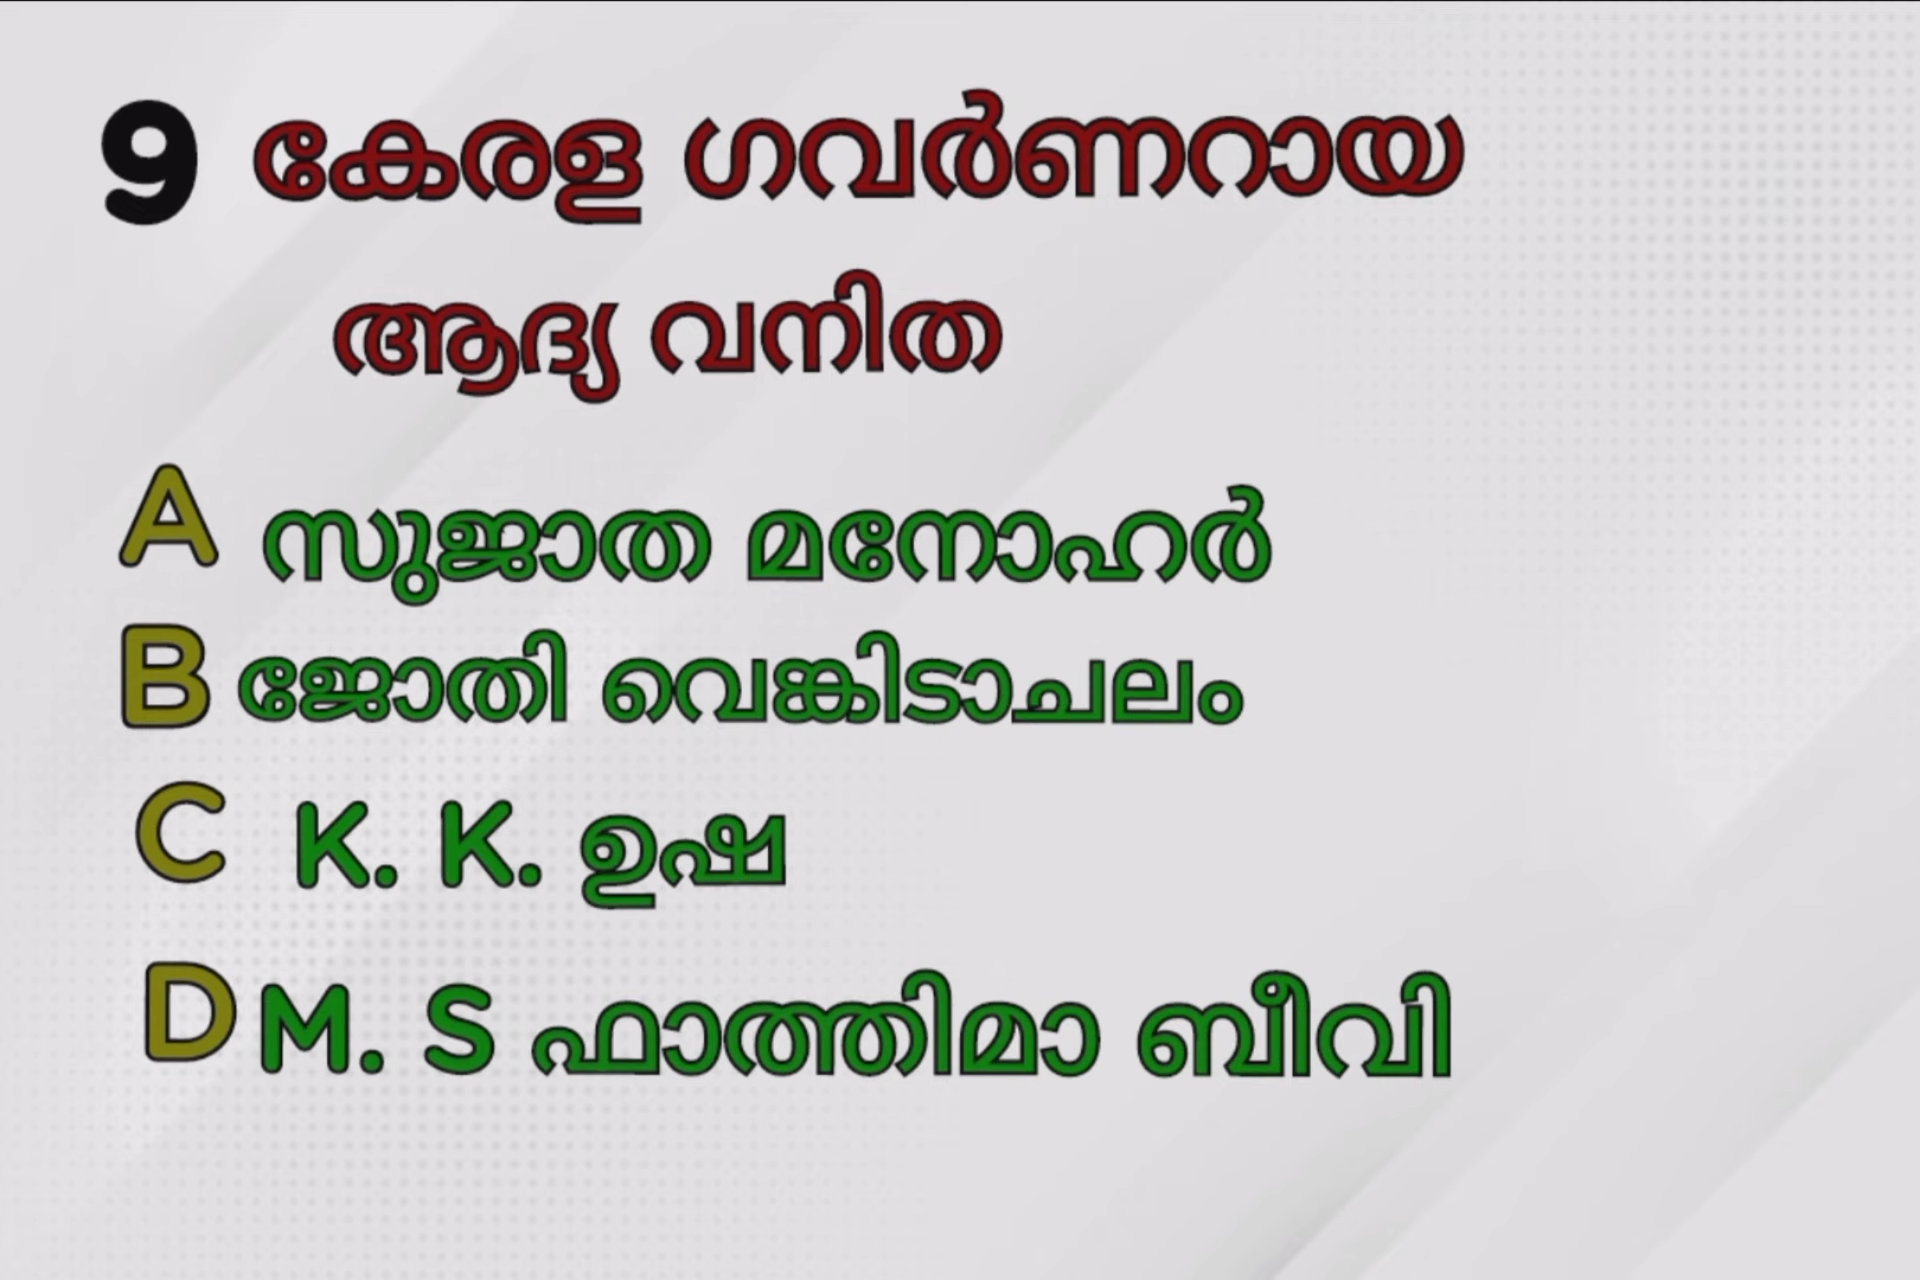 9 കേരള ഗവർണറായ
ആദ്യ വനിത
A സുജാത മനോഹർ
B ജോതി വെങ്കിടാചലം
C K. K. ഉഷ
D M. S ഫാത്തിമാ ബീവി